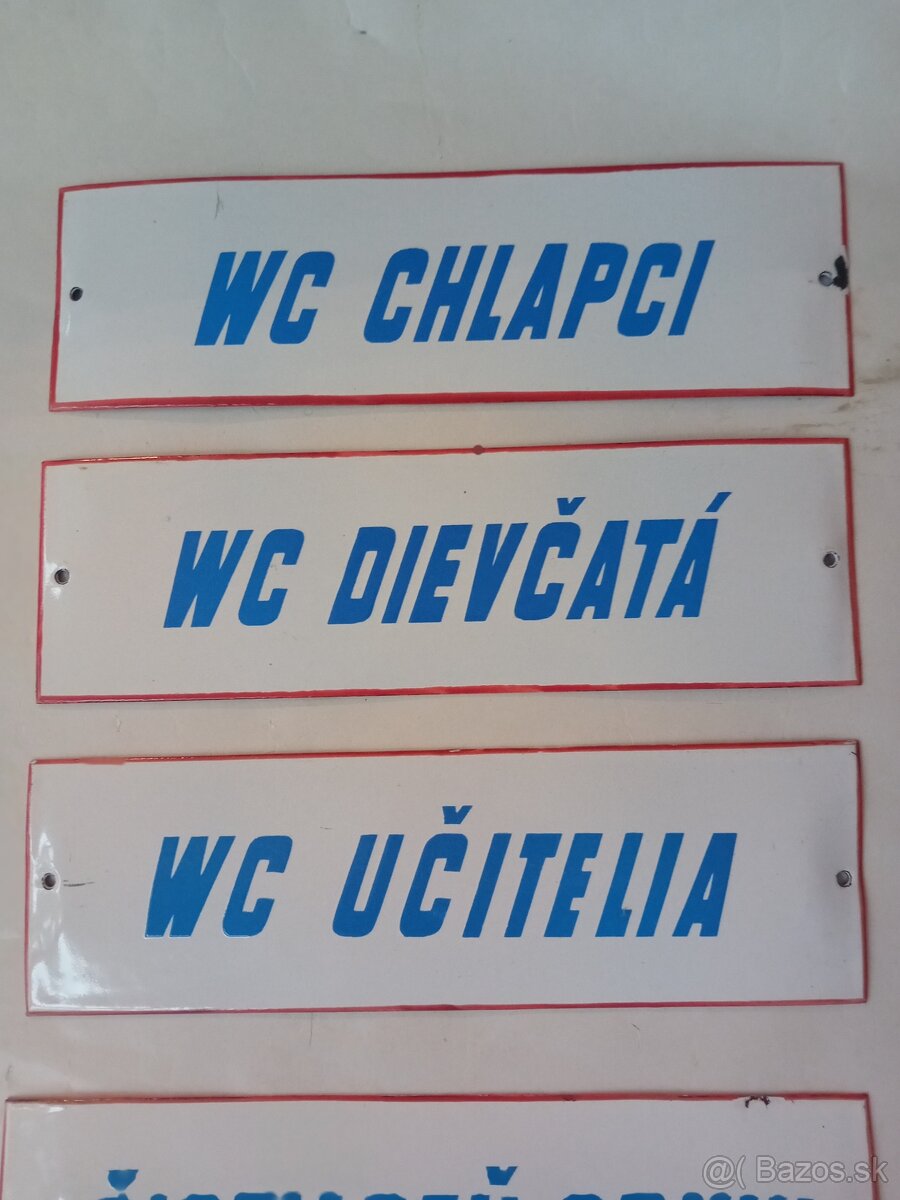 WC CHLAPCI
WC DIEVČATÁ
WC UČITELIA
@( Bazos.sk